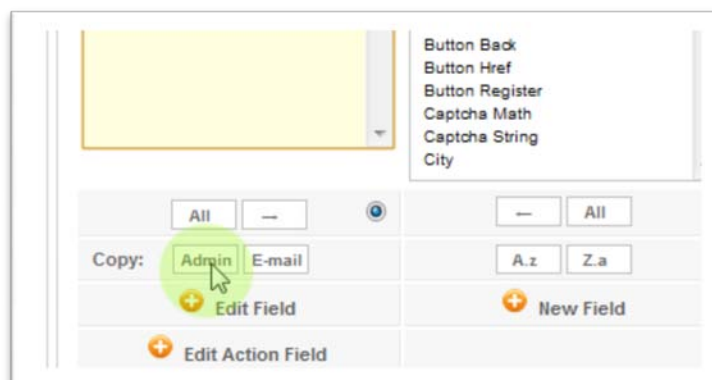 Button Back
Button Href
Button Register
Captcha Math
Captcha String
City
All → ← All
Copy: Admin E-mail A.z Z.a
Edit Field New Field
Edit Action Field